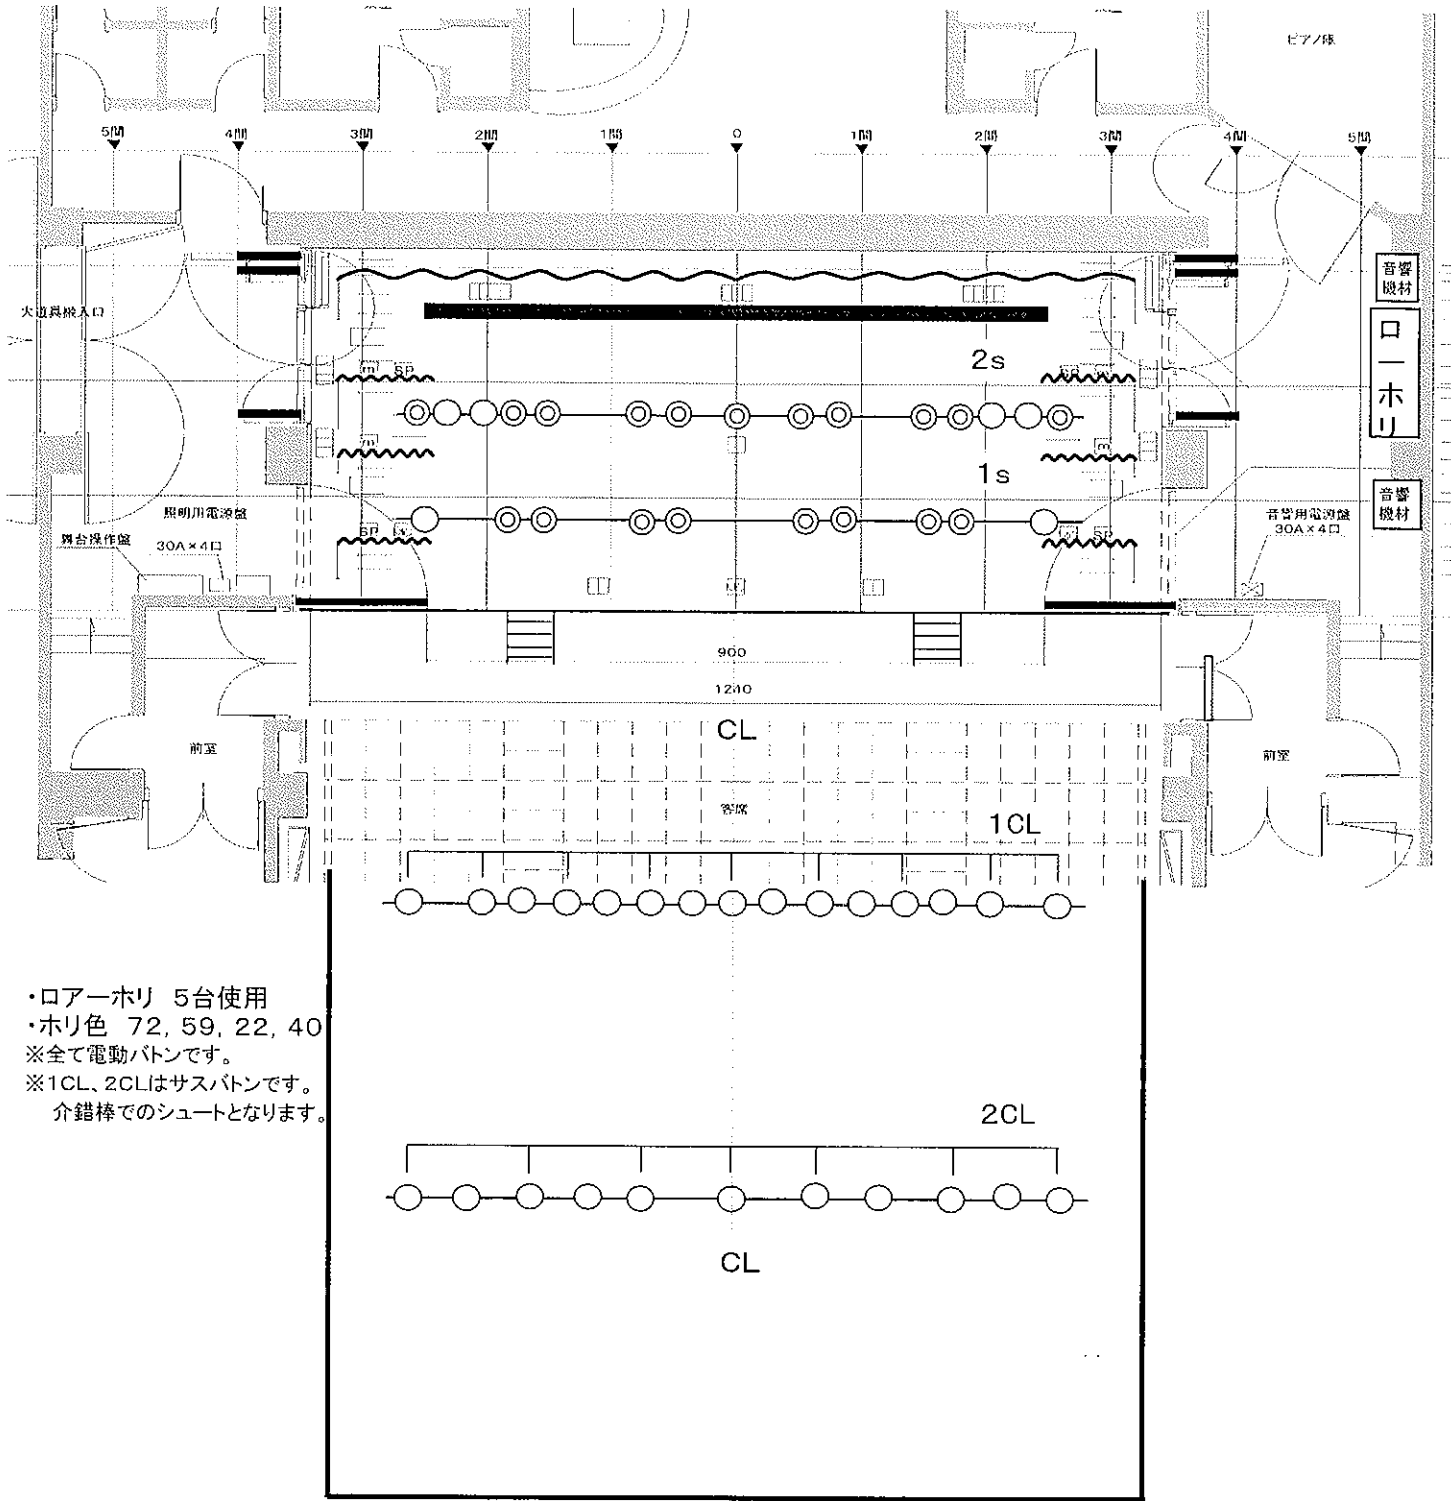 ピアノ庫
5間
4間
3間
2間
1間
0
1間
2間
3間
4間
5間
大道具搬入口
音響
機材
ローホリ
2s
m
SP
SP
m
m
1s
照明用電源盤
舞台操作盤
30A×4口
SP
SP
音響用電源盤
30A×4口
音響
機材
900
1240
CL
前室
前室
客席
1CL
・ロアーホリ 5台使用
・ホリ色 72, 59, 22, 40
※全て電動バトンです。
※1CL、2CLはサスバトンです。
介錯棒でのシュートとなります。
2CL
CL